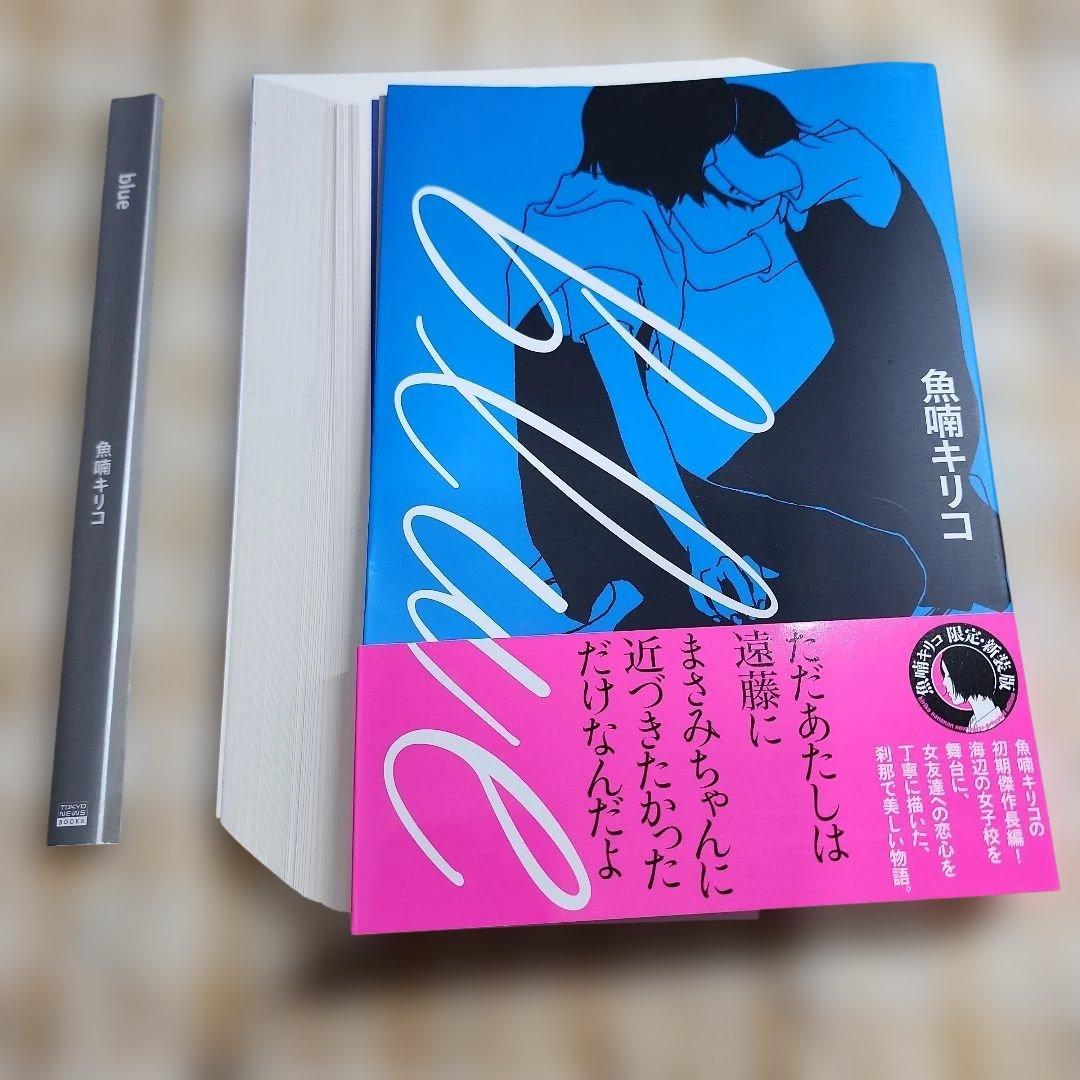 blue
魚喃キリコ
TOKYO
NEWS
BOOKS
blue
魚喃キリコ
ただあたしは
遠藤に
まさみちゃんに
近づきたかった
だけなんだよ
魚喃キリコ 限定・新装版
魚喃キリコの
初期傑作長編！
海辺の女子校を
舞台に、
女友達への恋心を
丁寧に描いた、
刹那で美しい物語。